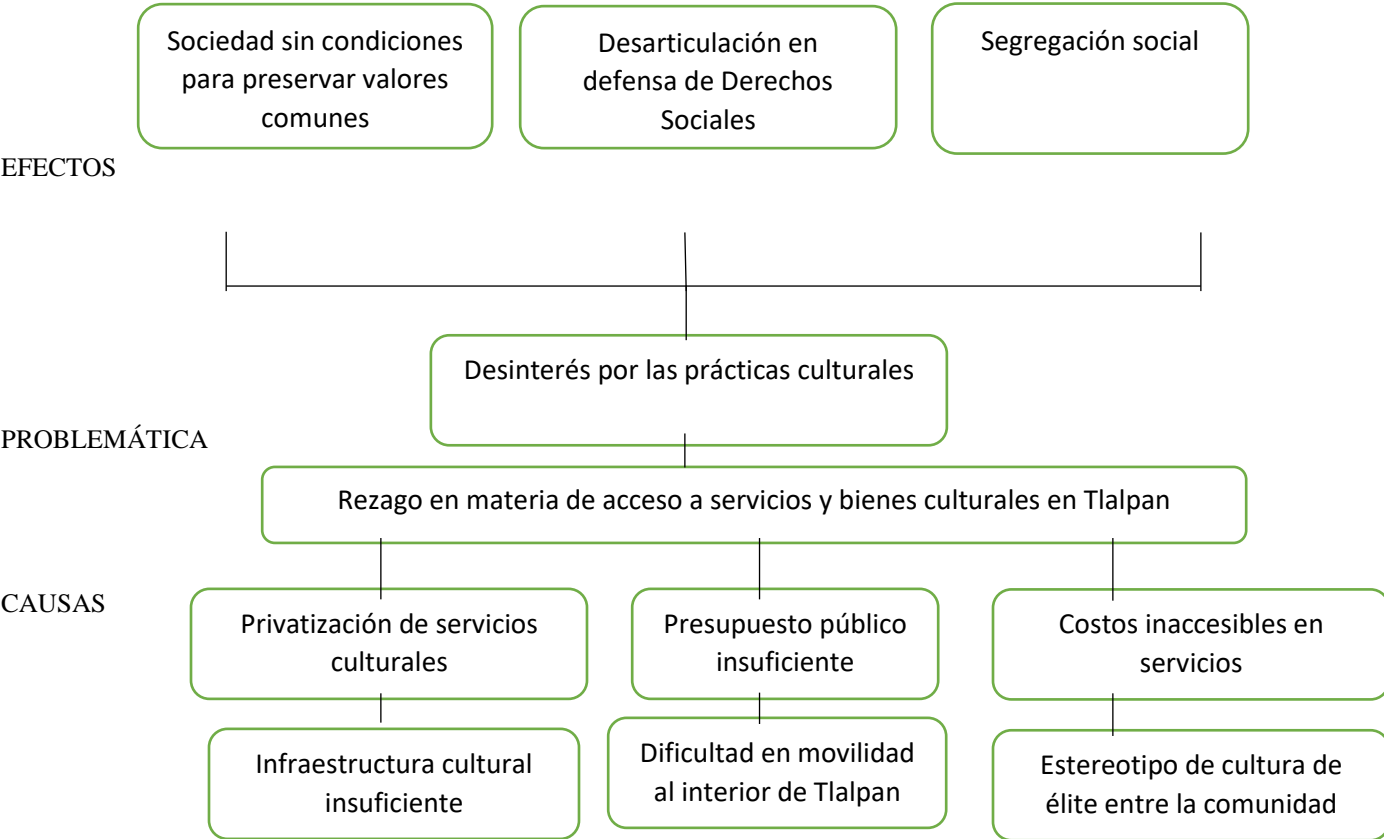 Sociedad sin condiciones
para preservar valores
comunes
Desarticulación en
defensa de Derechos
Sociales
Segregación social
EFECTOS
Desinterés por las prácticas culturales
PROBLEMÁTICA
Rezago en materia de acceso a servicios y bienes culturales en Tlalpan
CAUSAS
Privatización de servicios
culturales
Presupuesto público
insuficiente
Costos inaccesibles en
servicios
Infraestructura cultural
insuficiente
Dificultad en movilidad
al interior de Tlalpan
Estereotipo de cultura de
élite entre la comunidad